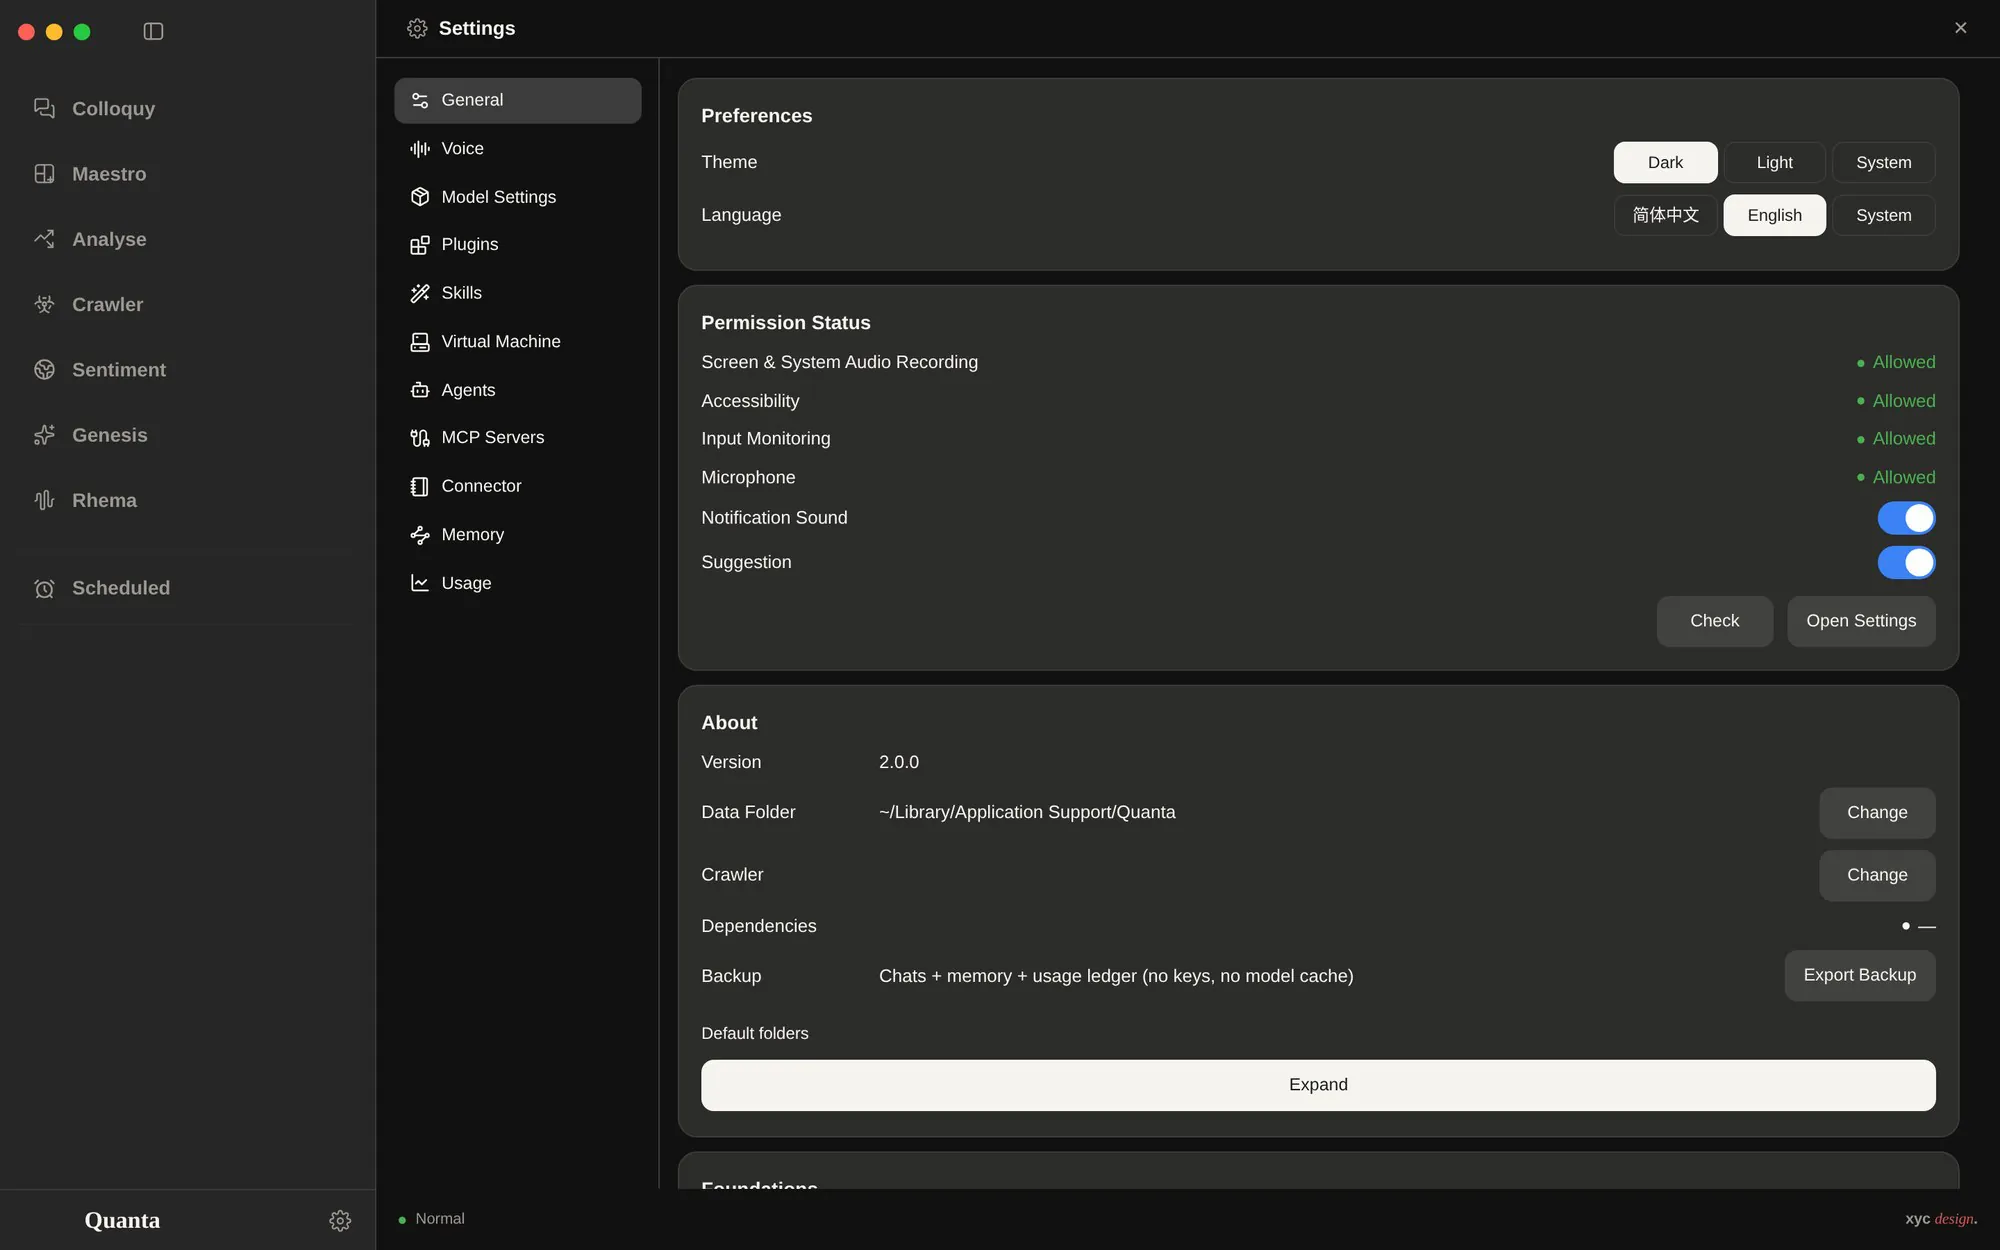 Settings
Colloquy
Maestro
Analyse
Crawler
Sentiment
Genesis
Rhema
Scheduled
Quanta
General
Voice
Model Settings
Plugins
Skills
Virtual Machine
Agents
MCP Servers
Connector
Memory
Usage
Preferences
Theme Dark Light System
Language 简体中文 English System
Permission Status
Screen & System Audio Recording • Allowed
Accessibility • Allowed
Input Monitoring • Allowed
Microphone • Allowed
Notification Sound
Suggestion
Check Open Settings
About
Version 2.0.0
Data Folder ~/Library/Application Support/Quanta Change
Crawler Change
Dependencies • —
Backup Chats + memory + usage ledger (no keys, no model cache) Export Backup
Default folders
Expand
Foundations
Normal
xyc design.